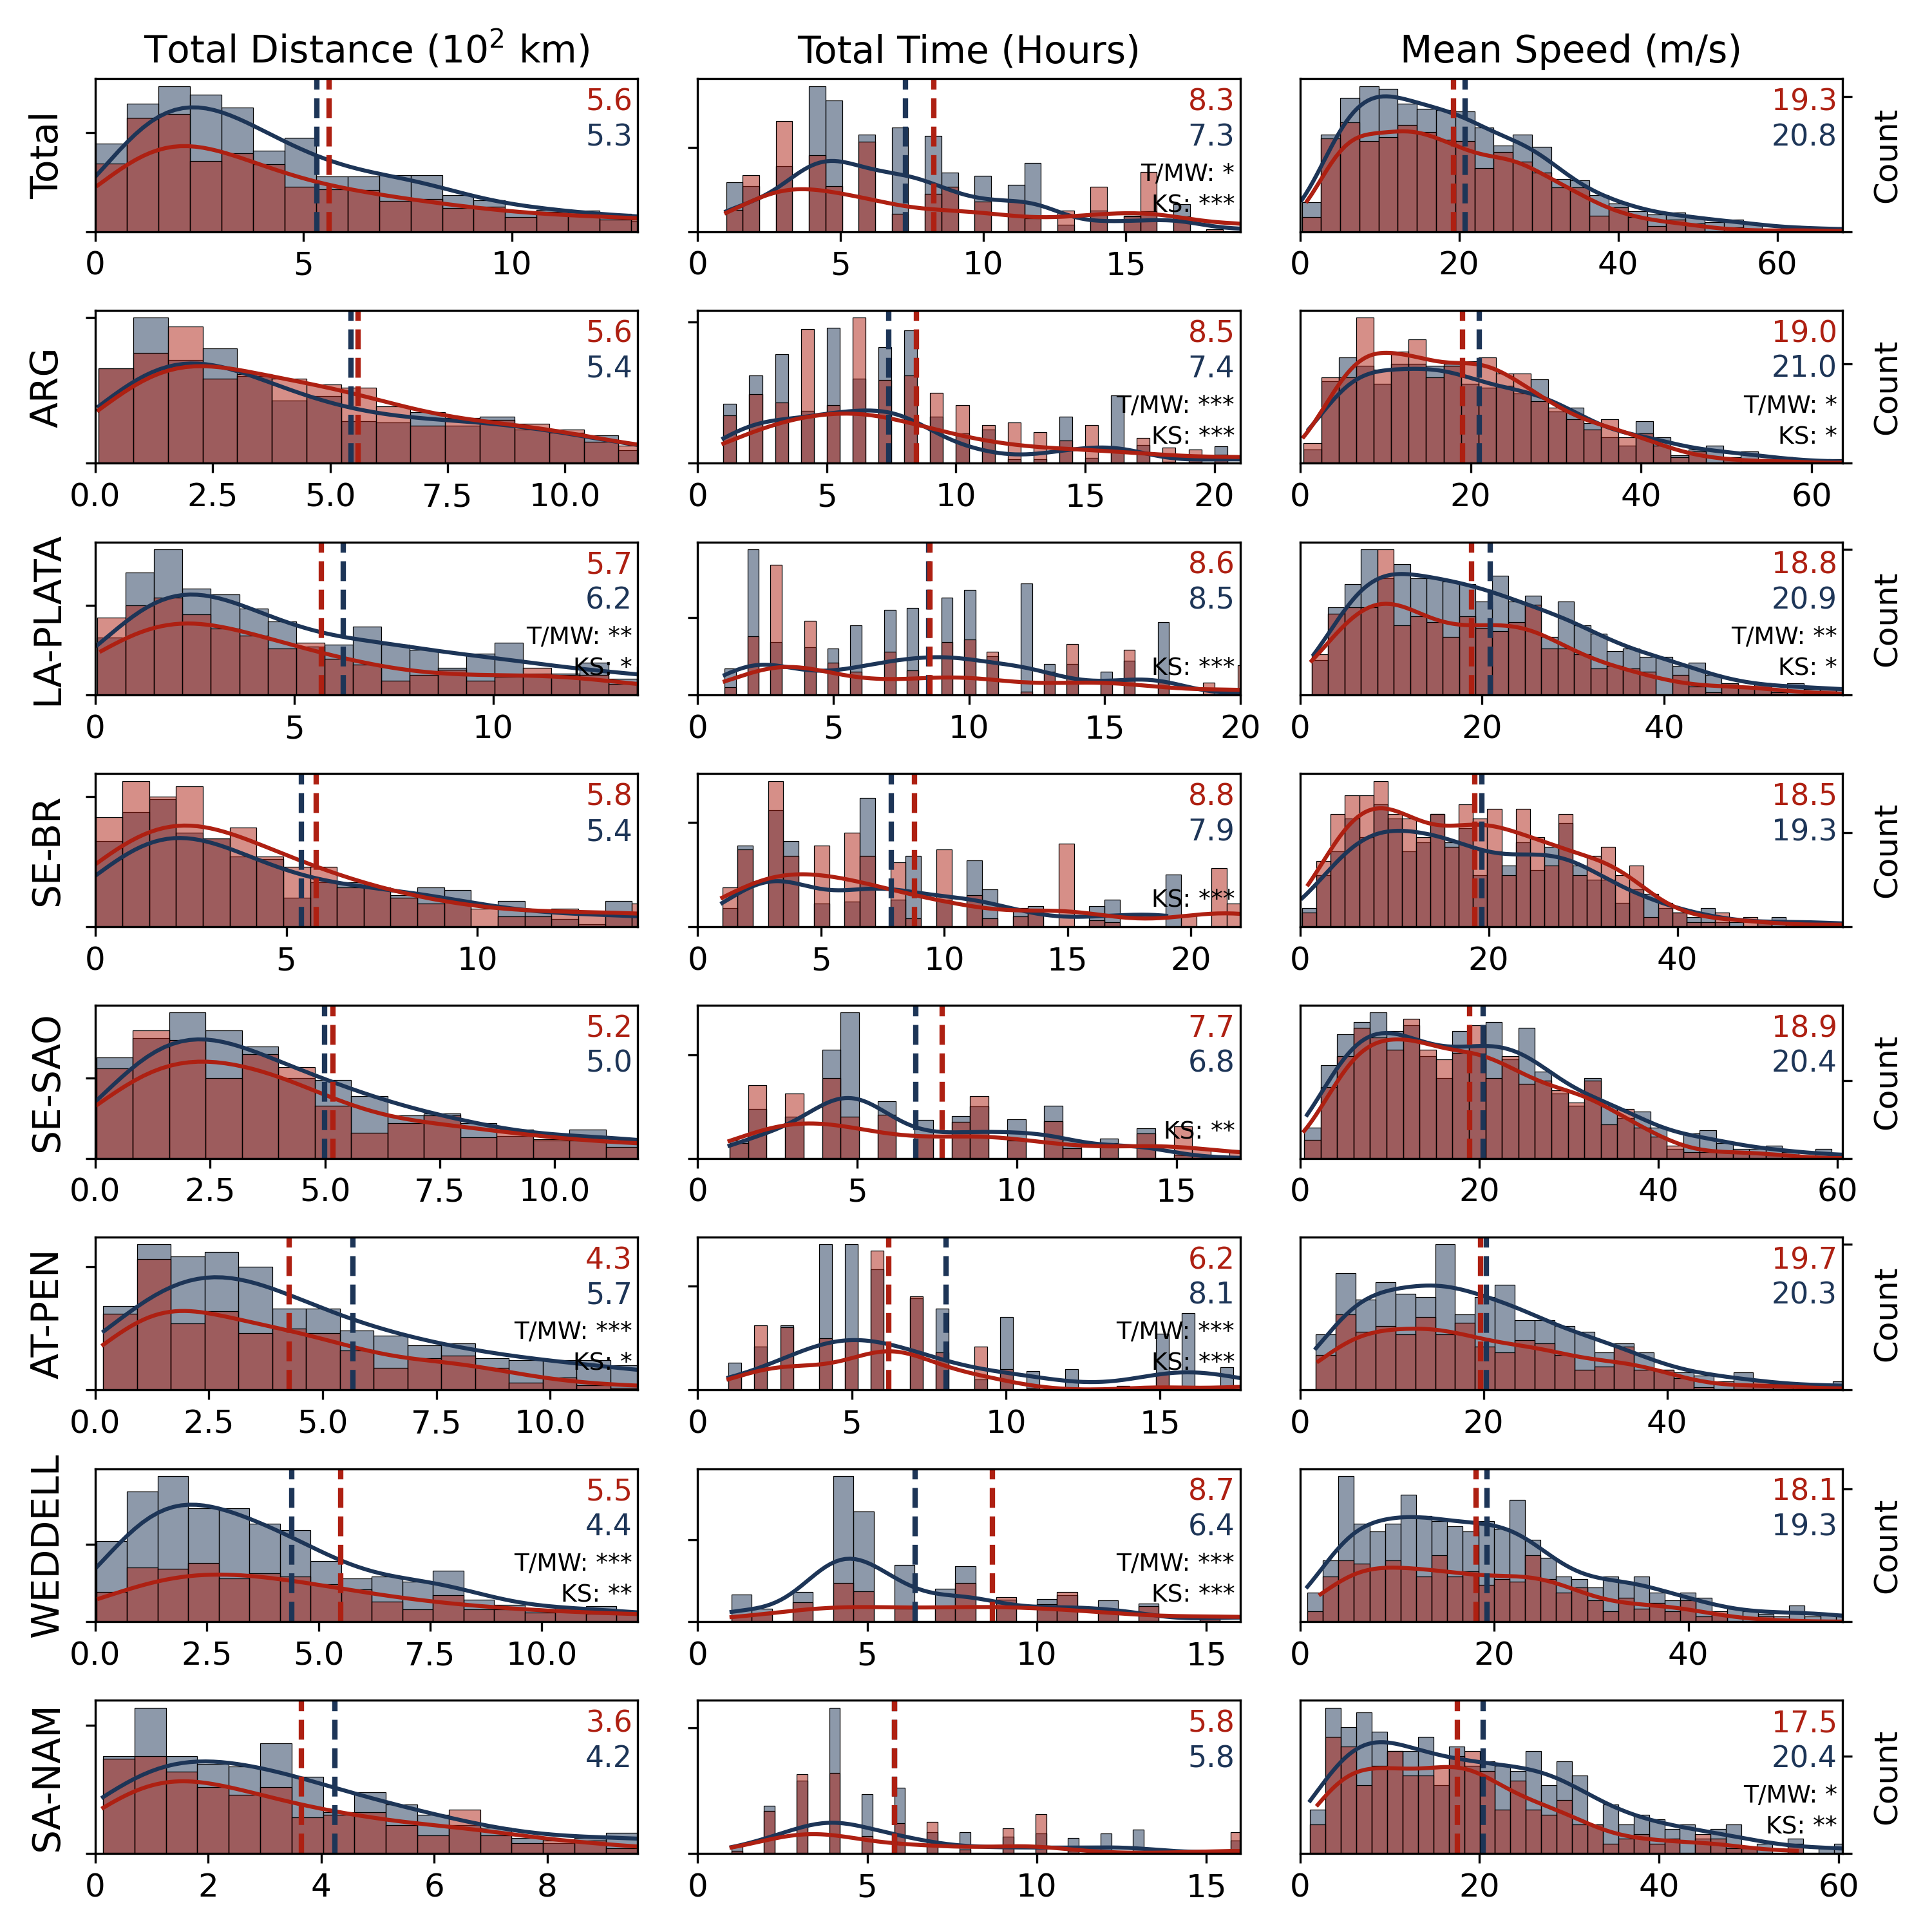 Total Distance (10² km)
Total Time (Hours)
Mean Speed (m/s)
Total
5.6
5.3
0 5 10
8.3
7.3
T/MW: *
KS: ***
0 5 10 15
19.3
20.8
0 20 40 60
Count
ARG
5.6
5.4
0.0 2.5 5.0 7.5 10.0
8.5
7.4
T/MW: ***
KS: ***
0 5 10 15 20
19.0
21.0
T/MW: *
KS: *
0 20 40 60
Count
LA-PLATA
5.7
6.2
T/MW: **
KS: *
0 5 10
8.6
8.5
KS: ***
0 5 10 15 20
18.8
20.9
T/MW: **
KS: *
0 20 40
Count
SE-BR
5.8
5.4
0 5 10
8.8
7.9
KS: ***
0 5 10 15 20
18.5
19.3
0 20 40
Count
SE-SAO
5.2
5.0
0.0 2.5 5.0 7.5 10.0
7.7
6.8
KS: **
0 5 10 15
18.9
20.4
0 20 40 60
Count
AT-PEN
4.3
5.7
T/MW: ***
KS: *
0.0 2.5 5.0 7.5 10.0
6.2
8.1
T/MW: ***
KS: ***
0 5 10 15
19.7
20.3
0 20 40
Count
WEDDELL
5.5
4.4
T/MW: ***
KS: **
0.0 2.5 5.0 7.5 10.0
8.7
6.4
T/MW: ***
KS: ***
0 5 10 15
18.1
19.3
0 20 40
Count
SA-NAM
3.6
4.2
0 2 4 6 8
5.8
5.8
0 5 10 15
17.5
20.4
T/MW: *
KS: **
0 20 40 60
Count